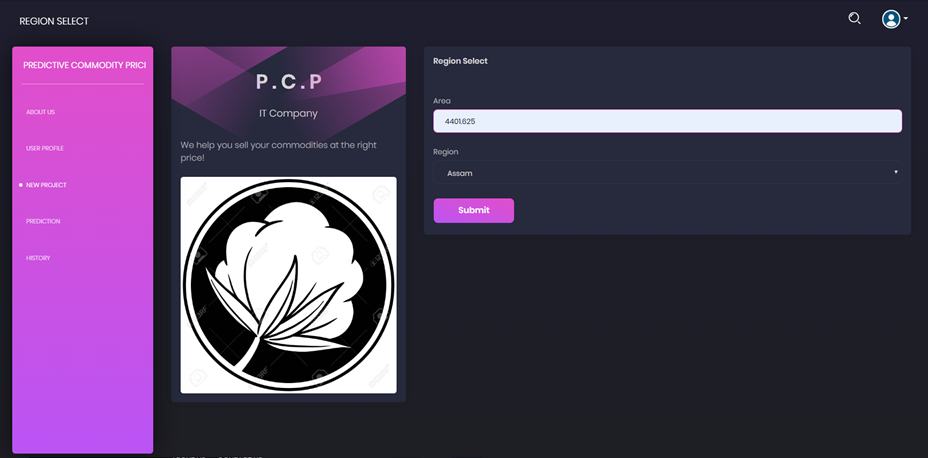 REGION SELECT
PREDICTIVE COMMODITY PRICI
ABOUT US
USER PROFILE
NEW PROJECT
PREDICTION
HISTORY
P.C.P
IT Company
We help you sell your commodities at the right
price!
Region Select
Area
4401.625
Region
Assam
Submit